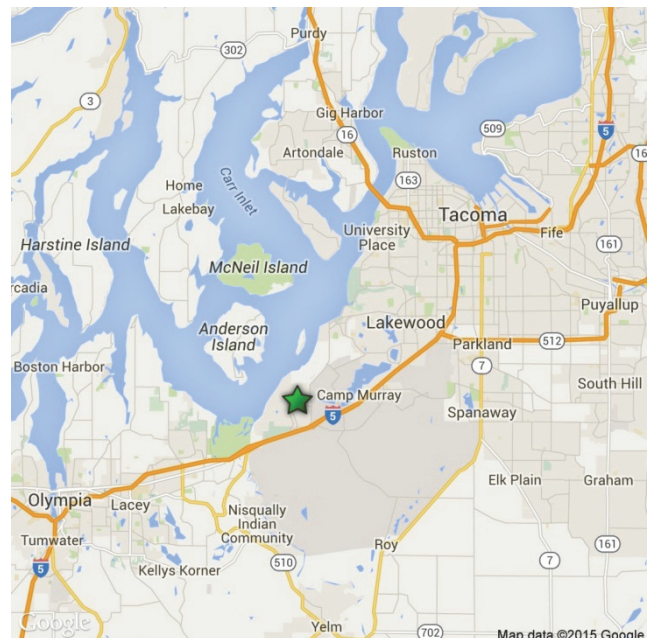 Purdy
302
3
Gig Harbor
509
5
16
16
Artondale
Ruston
163
Home
Carr Inlet
Lakebay
Tacoma
University
Place
Fife
161
Harstine Island
McNeil Island
Puyallup
Anderson
Island
Lakewood
Parkland
512
Boston Harbor
7
South Hill
Camp Murray
5
Spanaway
Elk Plain
Graham
Olympia
Lacey
Nisqually
Indian
Community
Tumwater
Roy
161
5
Kellys Korner
510
7
Yelm
702
Google
Map data ©2015 Google